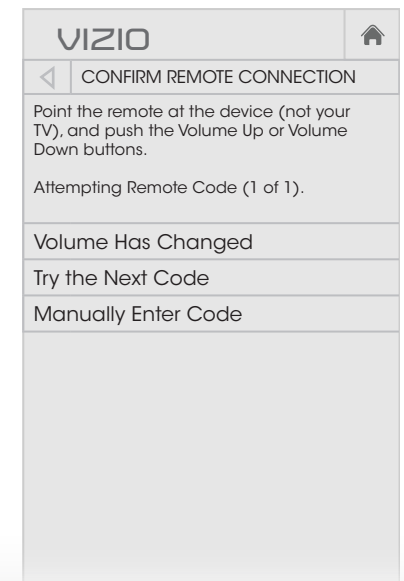 VIZIO
CONFIRM REMOTE CONNECTION
Point the remote at the device (not your
TV), and push the Volume Up or Volume
Down buttons.
Attempting Remote Code (1 of 1).
Volume Has Changed
Try the Next Code
Manually Enter Code